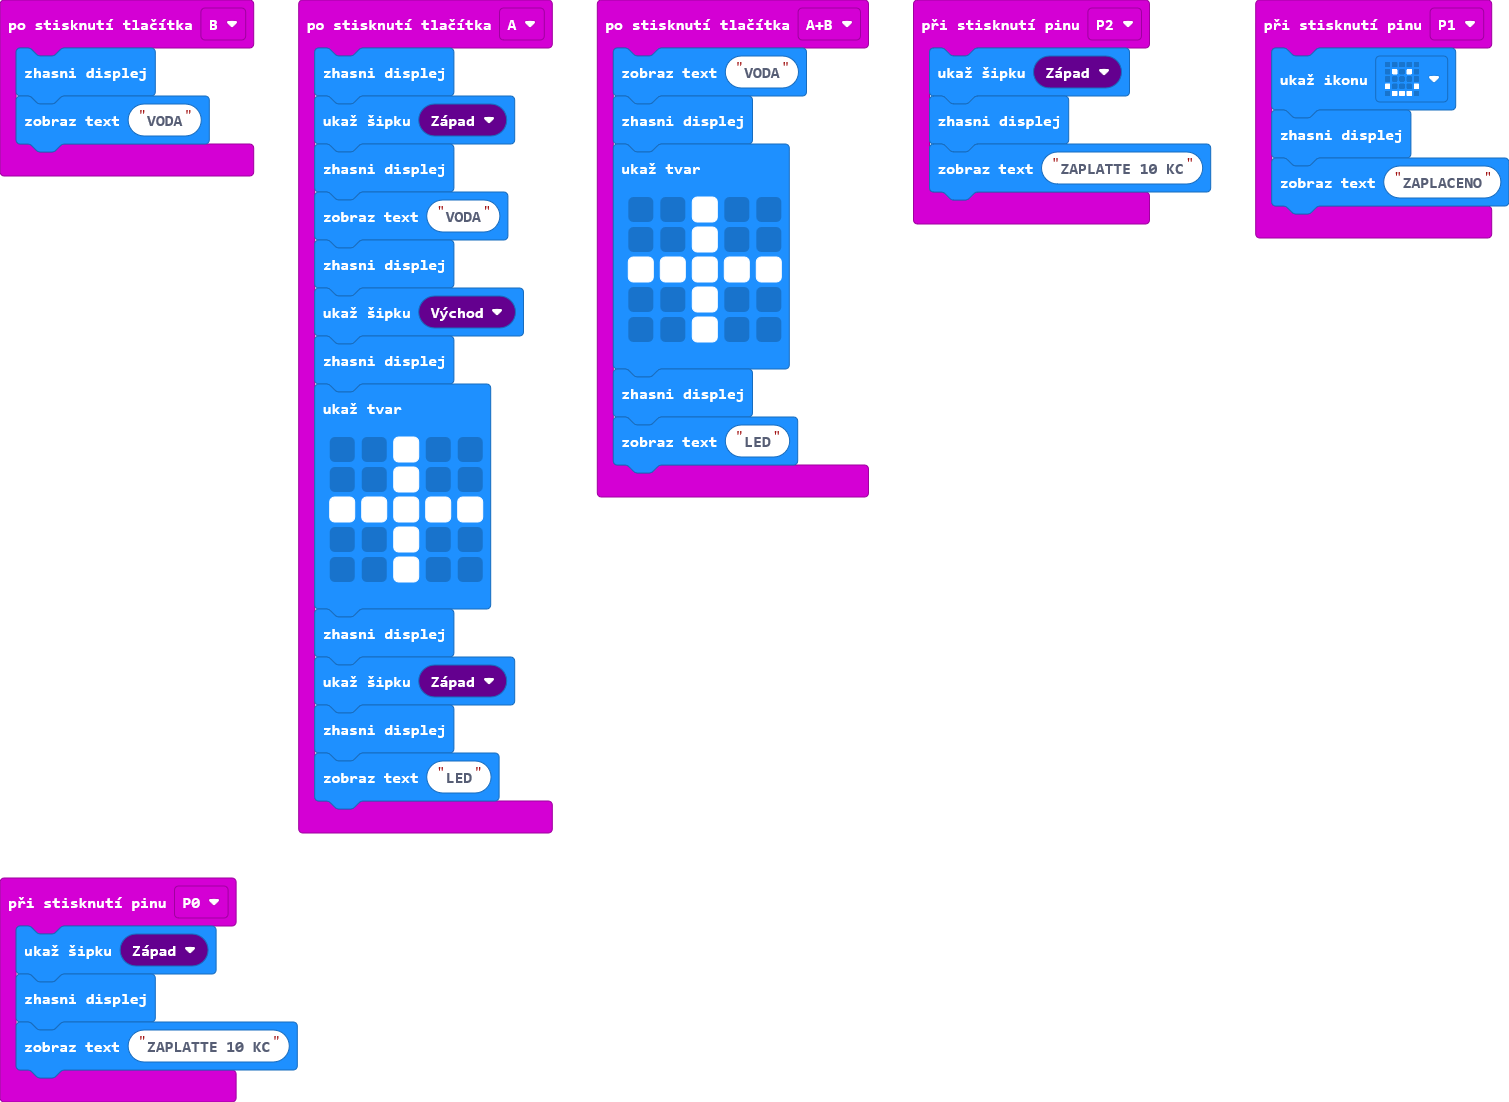 po stisknutí tlačítka B
zhasni displej
zobraz text "VODA"
po stisknutí tlačítka A
zhasni displej
ukaž šipku Západ
zhasni displej
zobraz text "VODA"
zhasni displej
ukaž šipku Východ
zhasni displej
ukaž tvar
zhasni displej
ukaž šipku Západ
zhasni displej
zobraz text "LED"
po stisknutí tlačítka A+B
zobraz text "VODA"
zhasni displej
ukaž tvar
zhasni displej
zobraz text "LED"
při stisknutí pinu P2
ukaž šipku Západ
zhasni displej
zobraz text "ZAPLATTE 10 KC"
při stisknutí pinu P1
ukaž ikonu
zhasni displej
zobraz text "ZAPLACENO"
při stisknutí pinu P0
ukaž šipku Západ
zhasni displej
zobraz text "ZAPLATTE 10 KC"